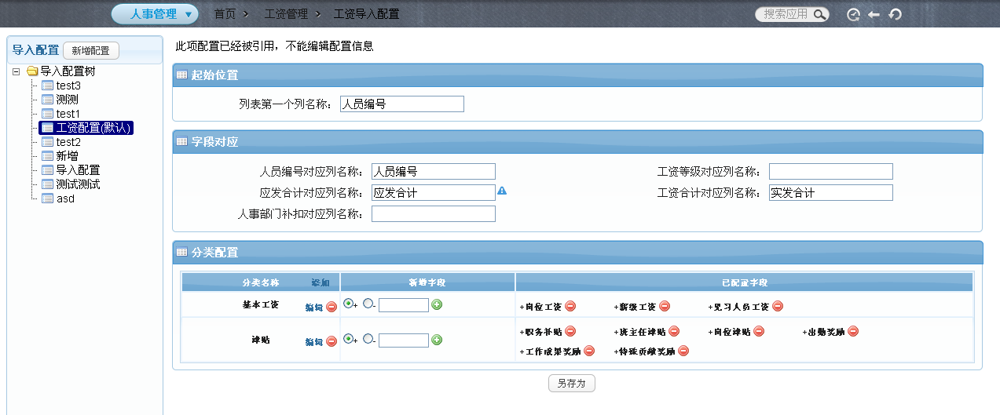 人事管理 首页 工资管理 工资导入配置 搜索应用
导入配置 新增配置
导入配置树
test3
测测
test1
工资配置(默认)
test2
新增
导入配置
测试测试
asd
此项配置已经被引用，不能编辑配置信息
起始位置
列表第一个列名称： 人员编号
字段对应
人员编号对应列名称： 人员编号 工资等级对应列名称：
应发合计对应列名称： 应发合计 工资合计对应列名称： 实发合计
人事部门补扣对应列名称：
分类配置
分类名称 添加 新增字段 已配置字段
基本工资 编辑 + - +岗位工资 +薪级工资 +见习人员工资
津贴 编辑 + - +职务补贴 +班主任津贴 +岗位津贴 +出勤奖励
+工作成果奖励 +特殊贡献奖励
另存为